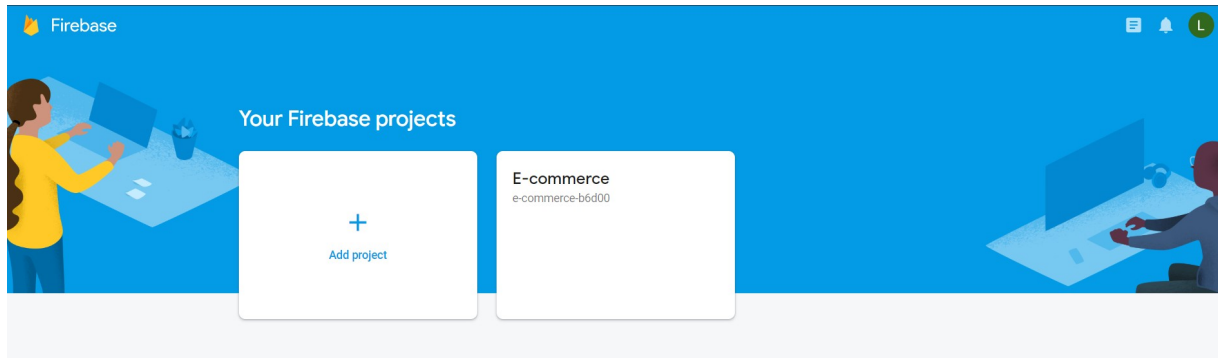 Firebase
L
Your Firebase projects
E-commerce
e-commerce-b6d00
+
Add project